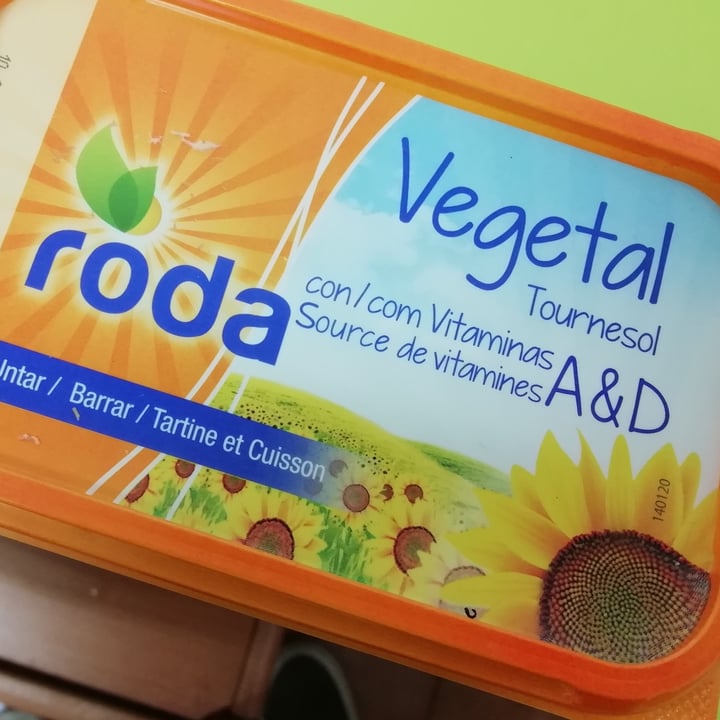 roda
Vegetal
Tournesol
con/com Vitaminas
Source de vitamines
A&D
Untar / Barrar / Tartine et Cuisson
140120